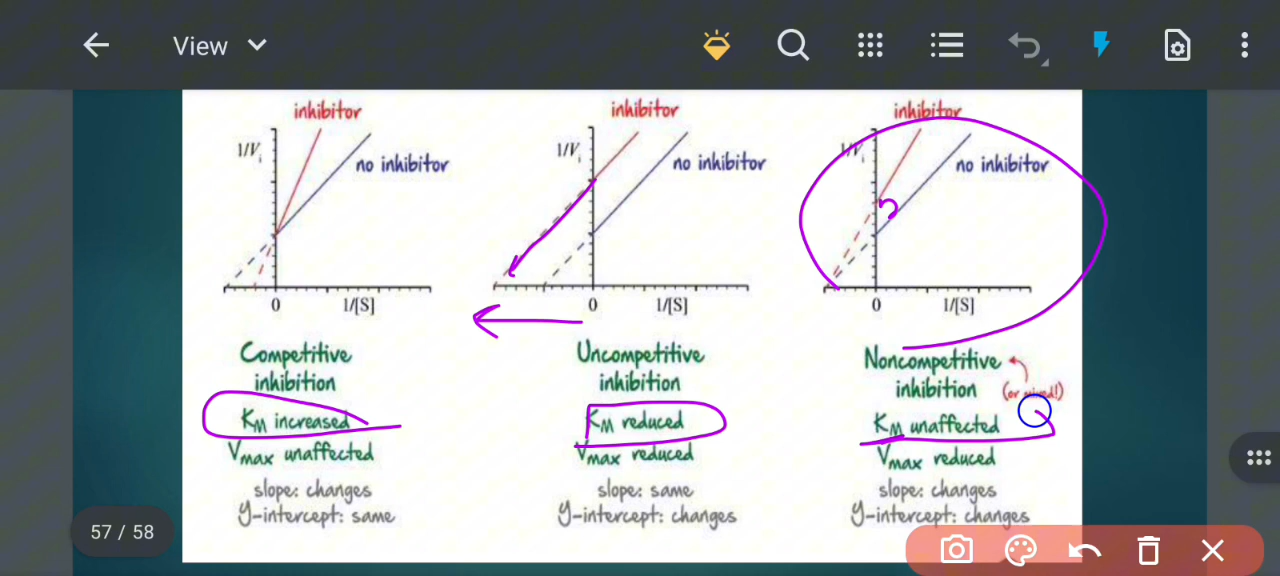 View
inhibitor
1/Vi
no inhibitor
0
1/[S]
Competitive
inhibition
KM increased
Vmax unaffected
slope: changes
y-intercept: same
inhibitor
1/Vi
no inhibitor
0
1/[S]
Uncompetitive
inhibition
KM reduced
Vmax reduced
slope: same
y-intercept: changes
inhibitor
1/Vi
no inhibitor
0
1/[S]
Noncompetitive
inhibition
(or mixed!)
KM unaffected
Vmax reduced
slope: changes
y-intercept: changes
57 / 58